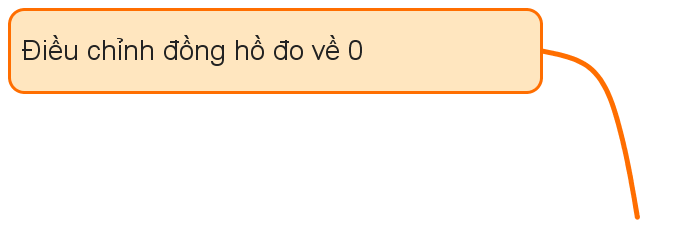 Điều chỉnh đồng hồ đo về 0